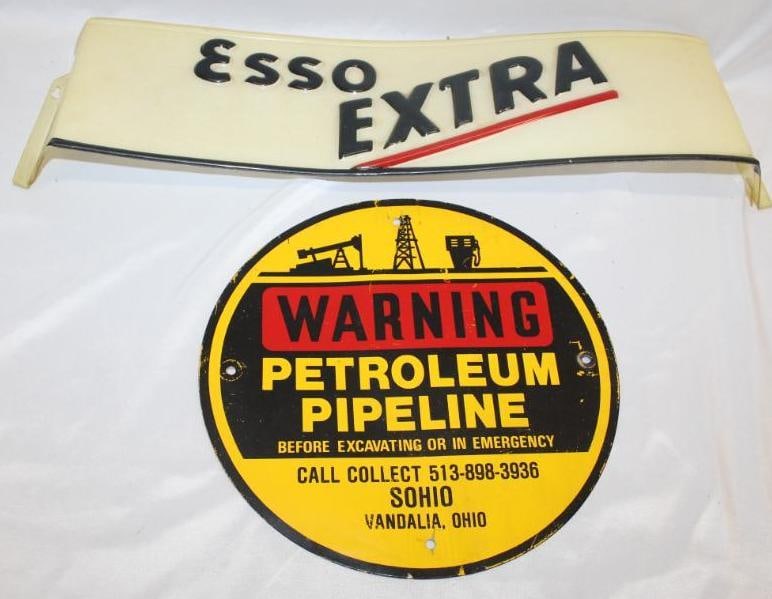 Esso
EXTRA
WARNING
PETROLEUM
PIPELINE
BEFORE EXCAVATING OR IN EMERGENCY
CALL COLLECT 513-898-3936
SOHIO
VANDALIA, OHIO